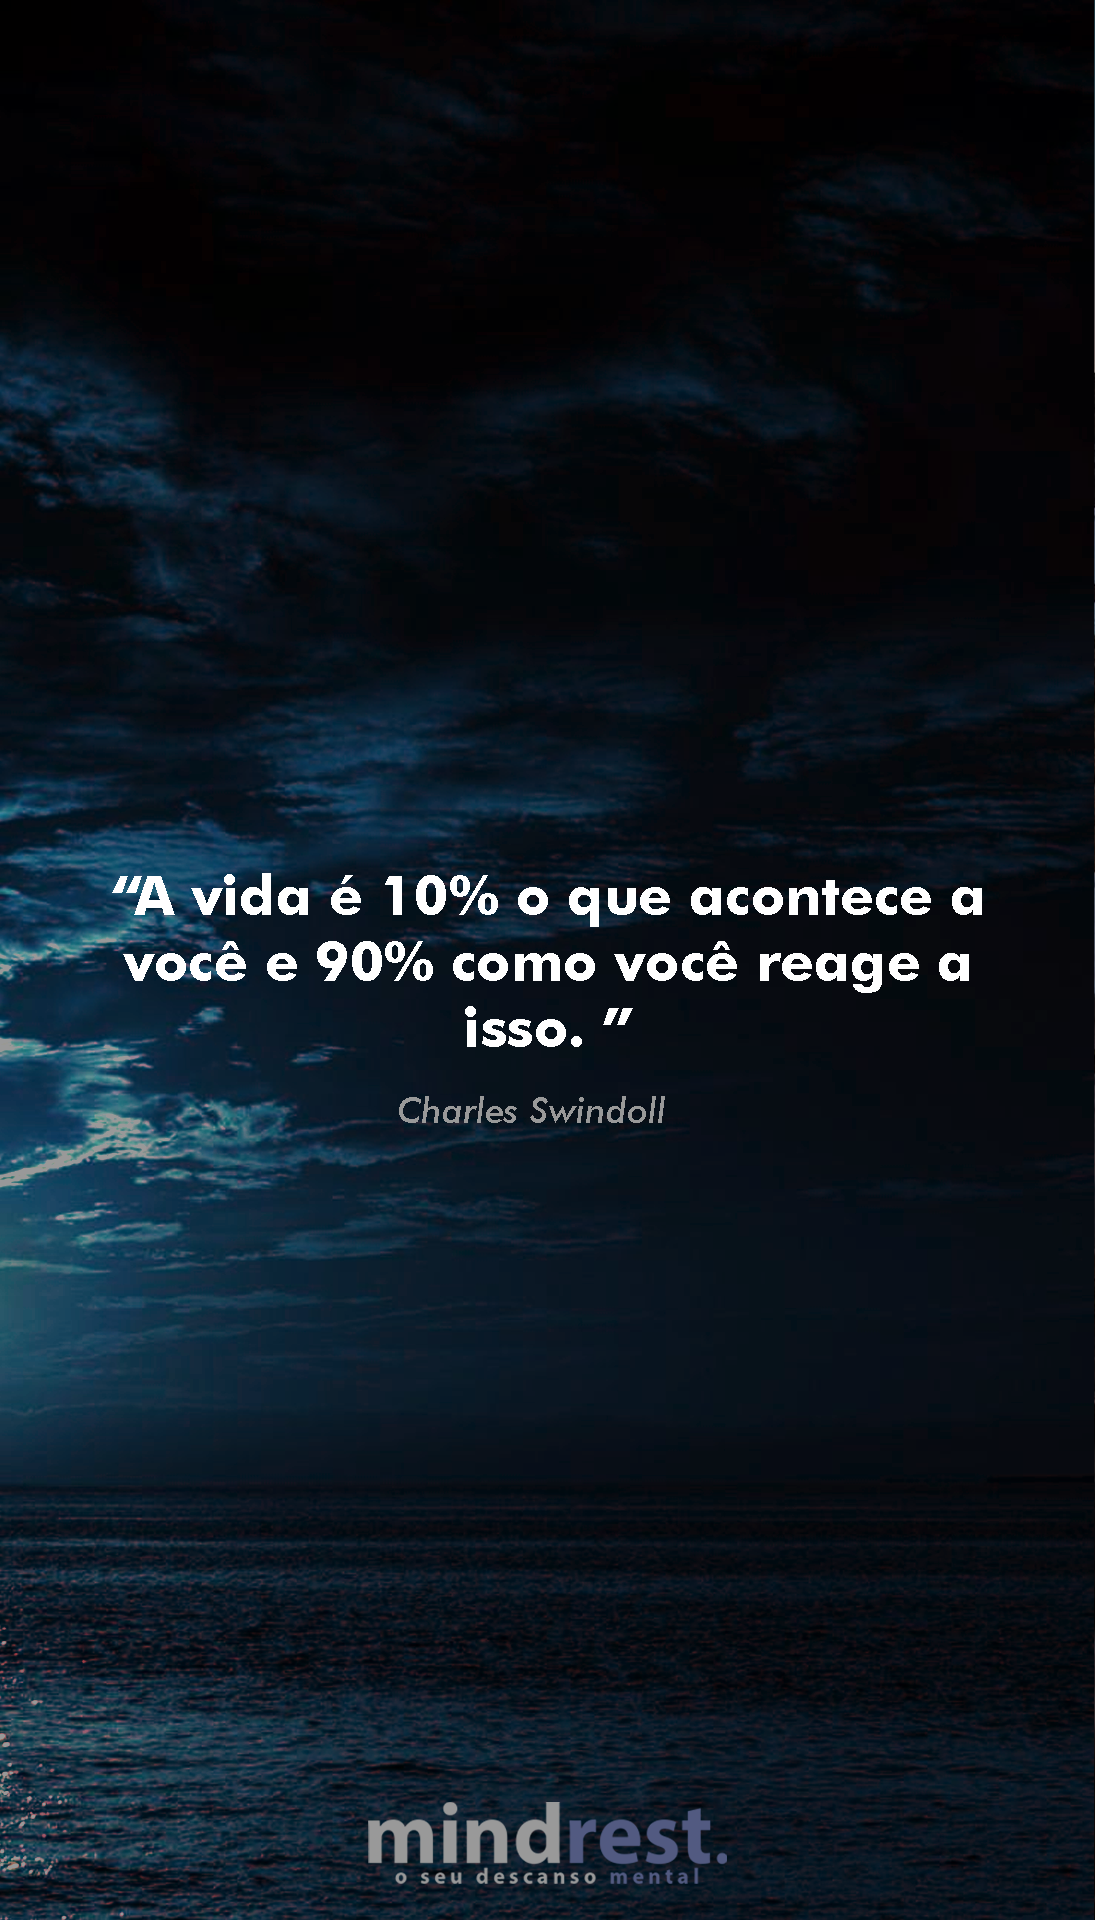 “A vida é 10% o que acontece a
você e 90% como você reage a
isso. ”
Charles Swindoll
mindrest.
o seu descanso mental